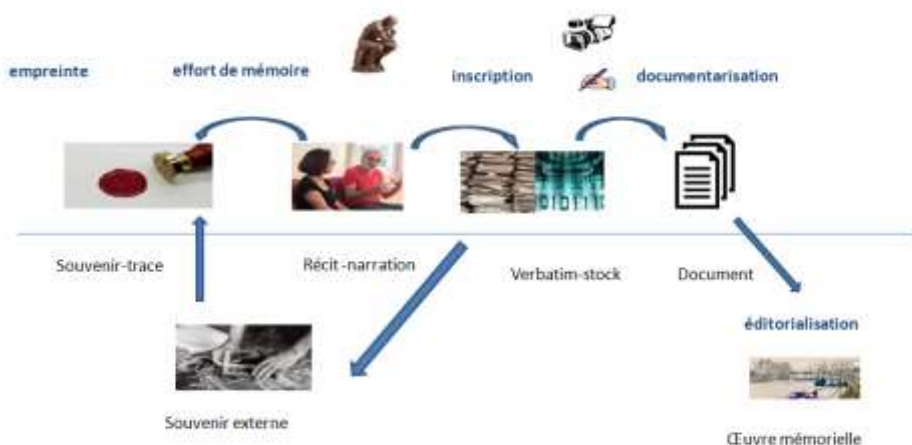 empreinte
effort de mémoire
inscription
documentarisation
Souvenir-trace
Récit -narration
Verbatim-stock
Document
éditorialisation
Souvenir externe
Œuvre mémorielle